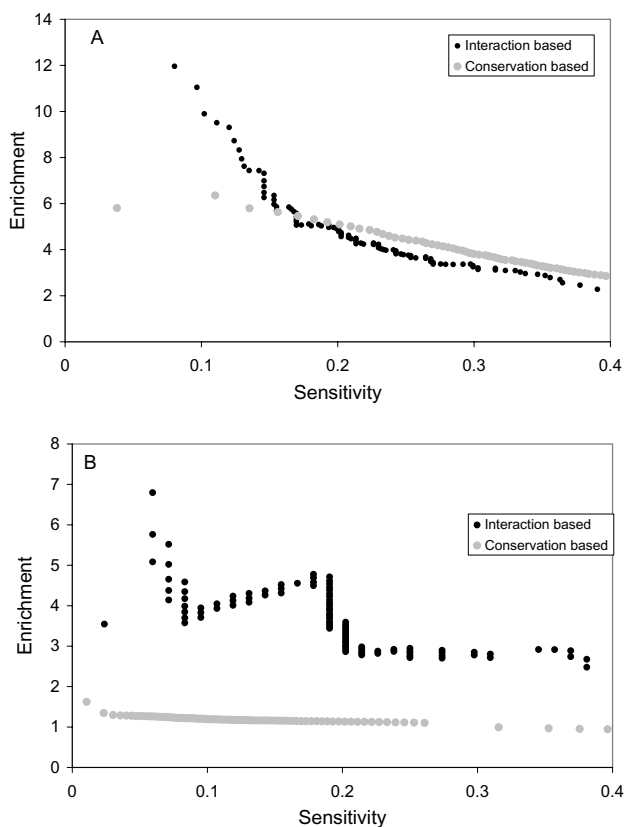 A
14
12
10
8
6
4
2
0
Enrichment
Interaction based
Conservation based
0 0.1 0.2 0.3 0.4
Sensitivity
B
8
7
6
5
4
3
2
1
0
Enrichment
Interaction based
Conservation based
0 0.1 0.2 0.3 0.4
Sensitivity